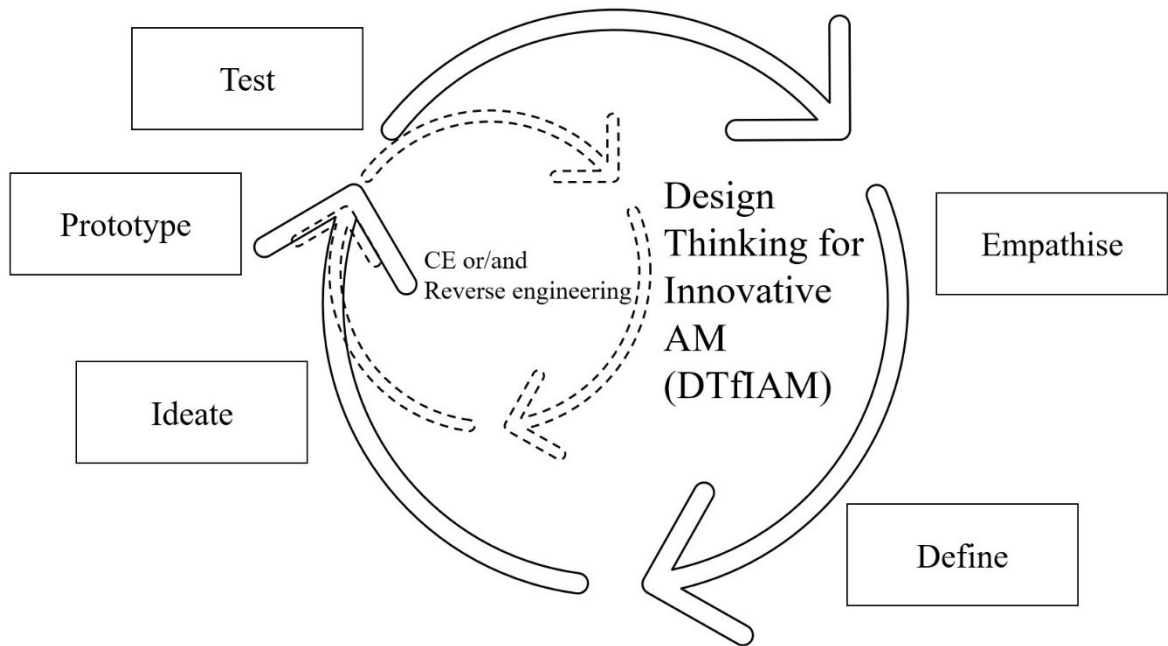 Test
Prototype
Ideate
CE or/and
Reverse engineering
Design
Thinking for
Innovative
AM
(DTfIAM)
Empathise
Define